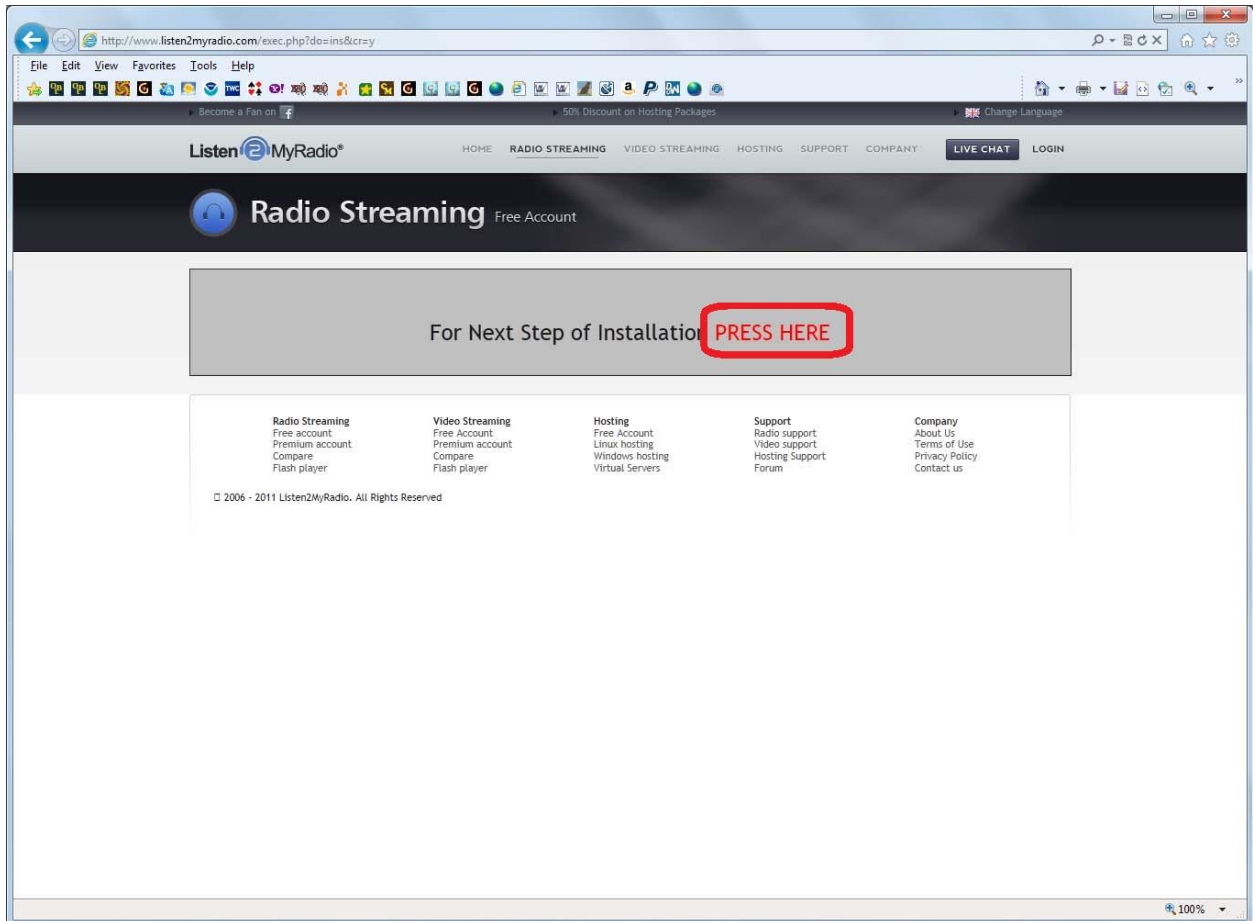 http://www.listen2myradio.com/exec.php?do=ins&cr=y
File Edit View Favorites Tools Help
Become a Fan on f
50% Discount on Hosting Packages
Change Language
Listen2MyRadio®
HOME RADIO STREAMING VIDEO STREAMING HOSTING SUPPORT COMPANY LIVE CHAT LOGIN
Radio Streaming Free Account
For Next Step of Installation PRESS HERE
Radio Streaming
Free account
Premium account
Compare
Flash player
Video Streaming
Free Account
Premium account
Compare
Flash player
Hosting
Free Account
Linux hosting
Windows hosting
Virtual Servers
Support
Radio support
Video support
Hosting Support
Forum
Company
About Us
Terms of Use
Privacy Policy
Contact us
2006 - 2011 Listen2MyRadio. All Rights Reserved
100%